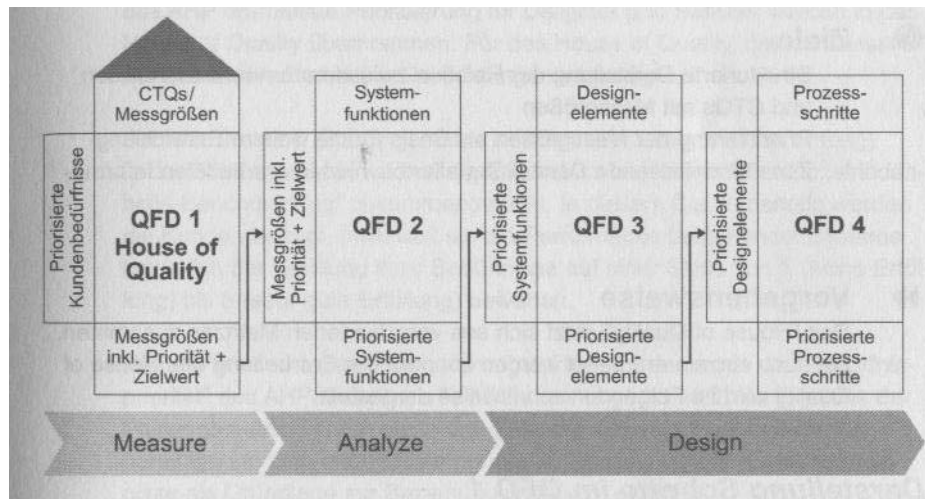 CTQs/
Messgrößen
Priorisierte
Kundenbedürfnisse
QFD 1
House of
Quality
Messgrößen
inkl. Priorität +
Zielwert
System-
funktionen
Messgrößen inkl.
Priorität + Zielwert
QFD 2
Priorisierte
System-
funktionen
Design-
elemente
Priorisierte
Systemfunktionen
QFD 3
Priorisierte
Design-
elemente
Prozess-
schritte
Priorisierte
Designelemente
QFD 4
Priorisierte
Prozess-
schritte
Measure
Analyze
Design